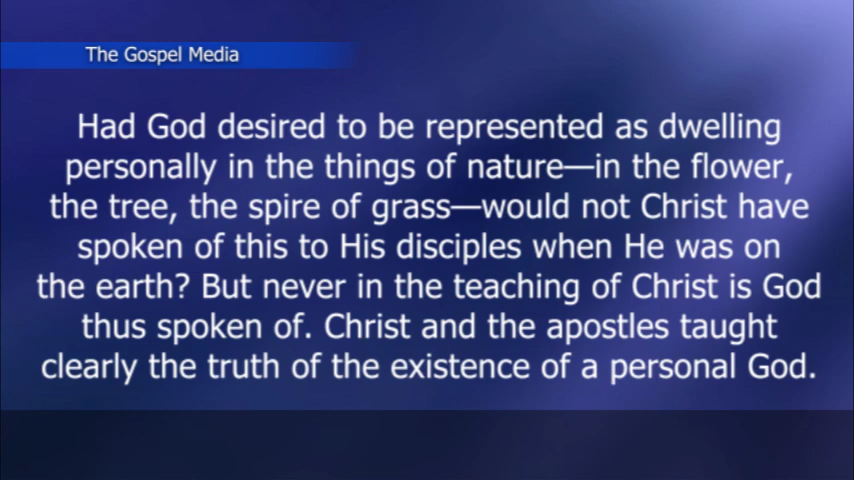 The Gospel Media
Had God desired to be represented as dwelling
personally in the things of nature—in the flower,
the tree, the spire of grass—would not Christ have
spoken of this to His disciples when He was on
the earth? But never in the teaching of Christ is God
thus spoken of. Christ and the apostles taught
clearly the truth of the existence of a personal God.